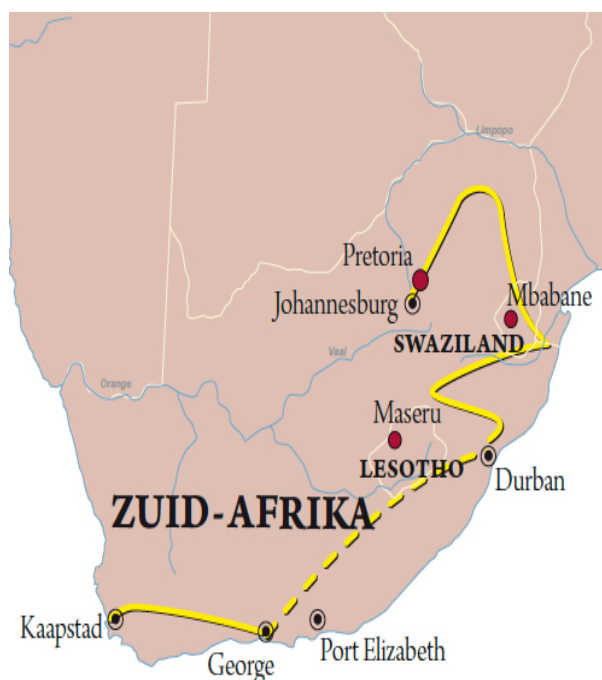 Limpopo
Pretoria
Johannesburg
Mbabane
SWAZILAND
Vaal
Orange
Maseru
LESOTHO
Durban
ZUID-AFRIKA
Kaapstad
George
Port Elizabeth